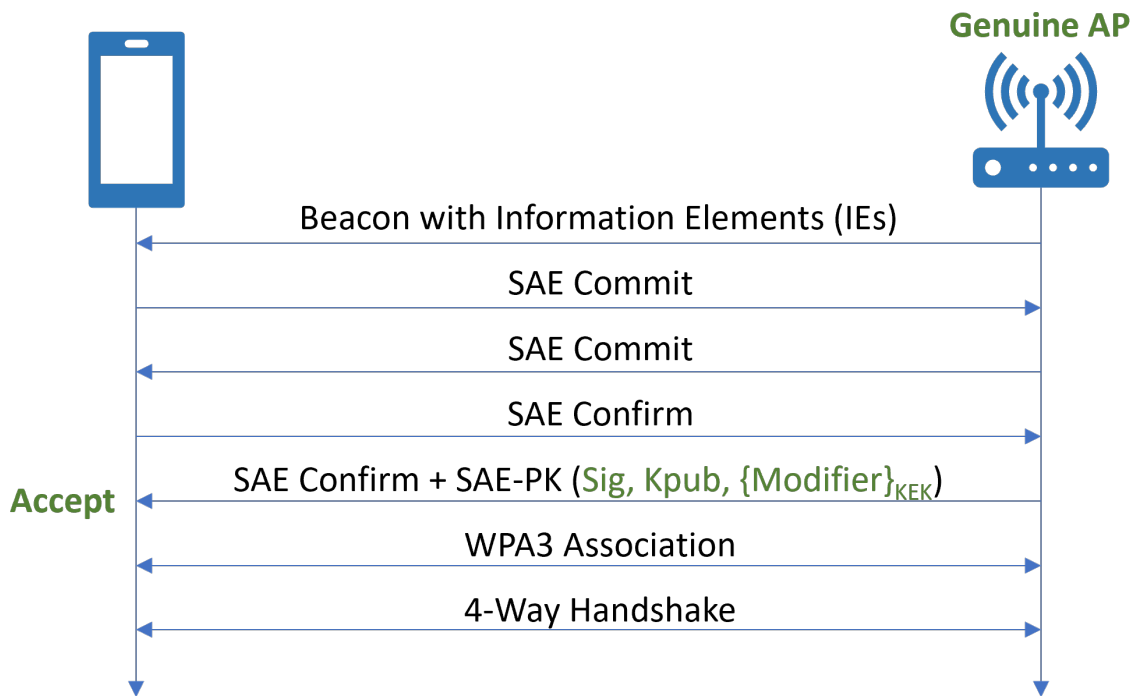 Genuine AP
Beacon with Information Elements (IEs)
SAE Commit
SAE Commit
SAE Confirm
SAE Confirm + SAE-PK (Sig, Kpub, {Modifier}KEK)
Accept
WPA3 Association
4-Way Handshake